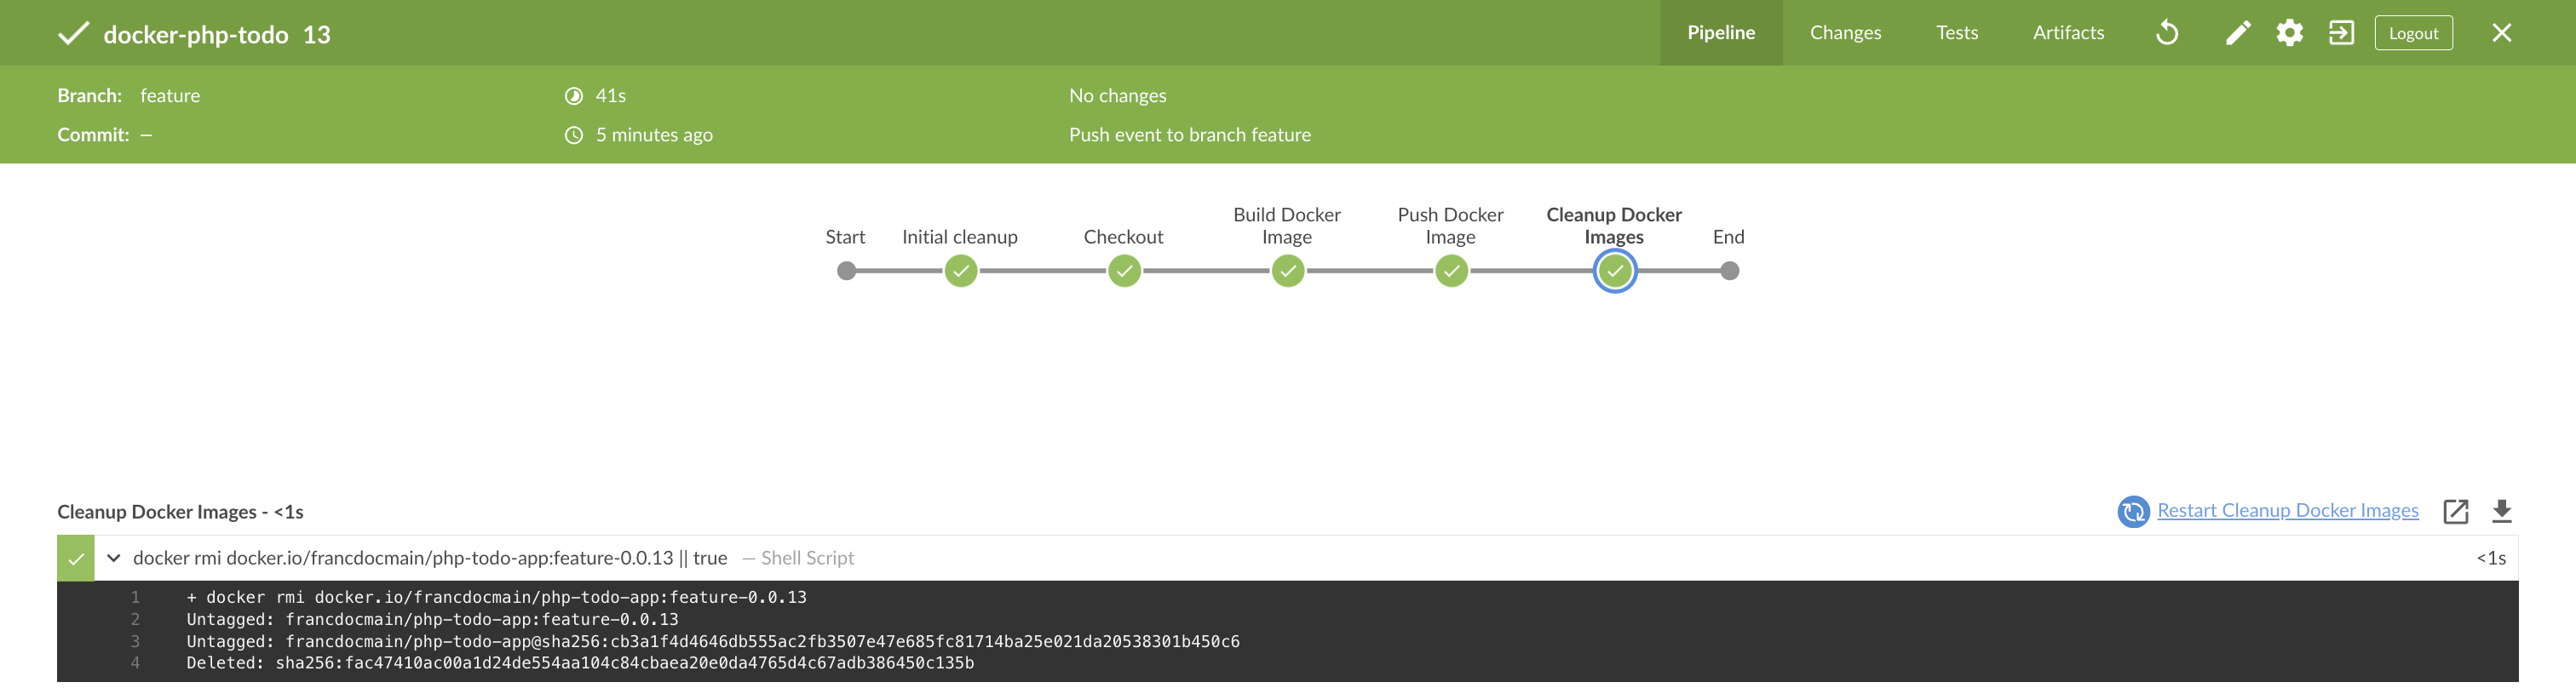 docker-php-todo 13
Pipeline Changes Tests Artifacts Logout
Branch: feature
41s
No changes
Commit: —
5 minutes ago
Push event to branch feature
Start
Initial cleanup
Checkout
Build Docker
Image
Push Docker
Image
Cleanup Docker
Images
End
Cleanup Docker Images - <1s
Restart Cleanup Docker Images
docker rmi docker.io/francdocmain/php-todo-app:feature-0.0.13 || true — Shell Script <1s
1 + docker rmi docker.io/francdocmain/php-todo-app:feature-0.0.13
2 Untagged: francdocmain/php-todo-app:feature-0.0.13
3 Untagged: francdocmain/php-todo-app@sha256:cb3a1f4d4646db555ac2fb3507e47e685fc81714ba25e021da20538301b450c6
4 Deleted: sha256:fac47410ac00a1d24de554aa104c84cbaea20e0da4765d4c67adb386450c135b